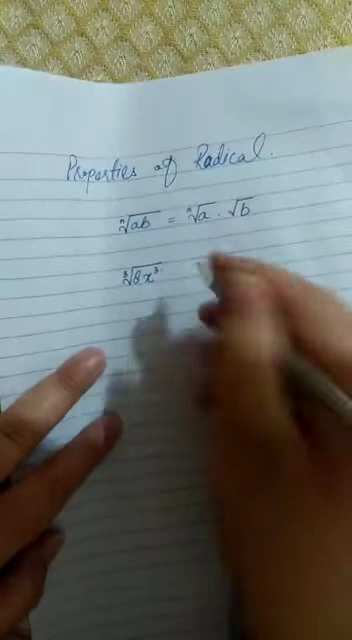 Properties of Radical.
ⁿ√ab = ⁿ√a . √b
³√8x³